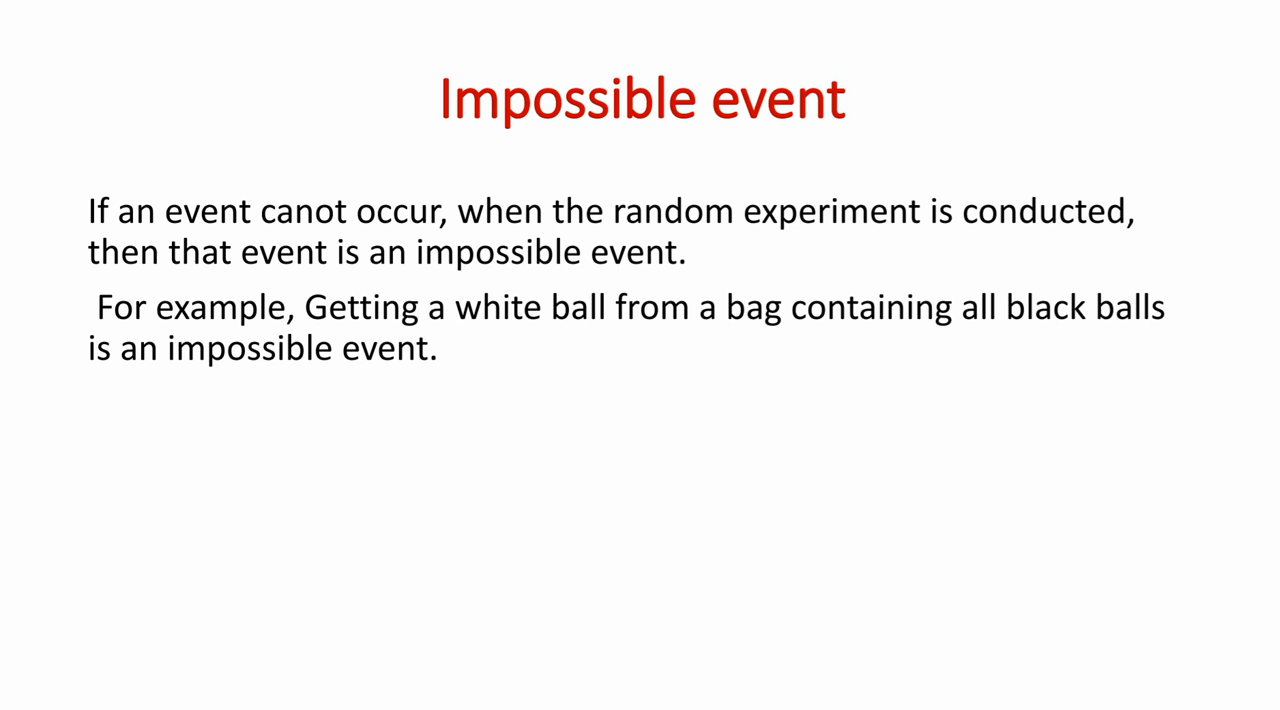 Impossible event
If an event canot occur, when the random experiment is conducted,
then that event is an impossible event.
For example, Getting a white ball from a bag containing all black balls
is an impossible event.